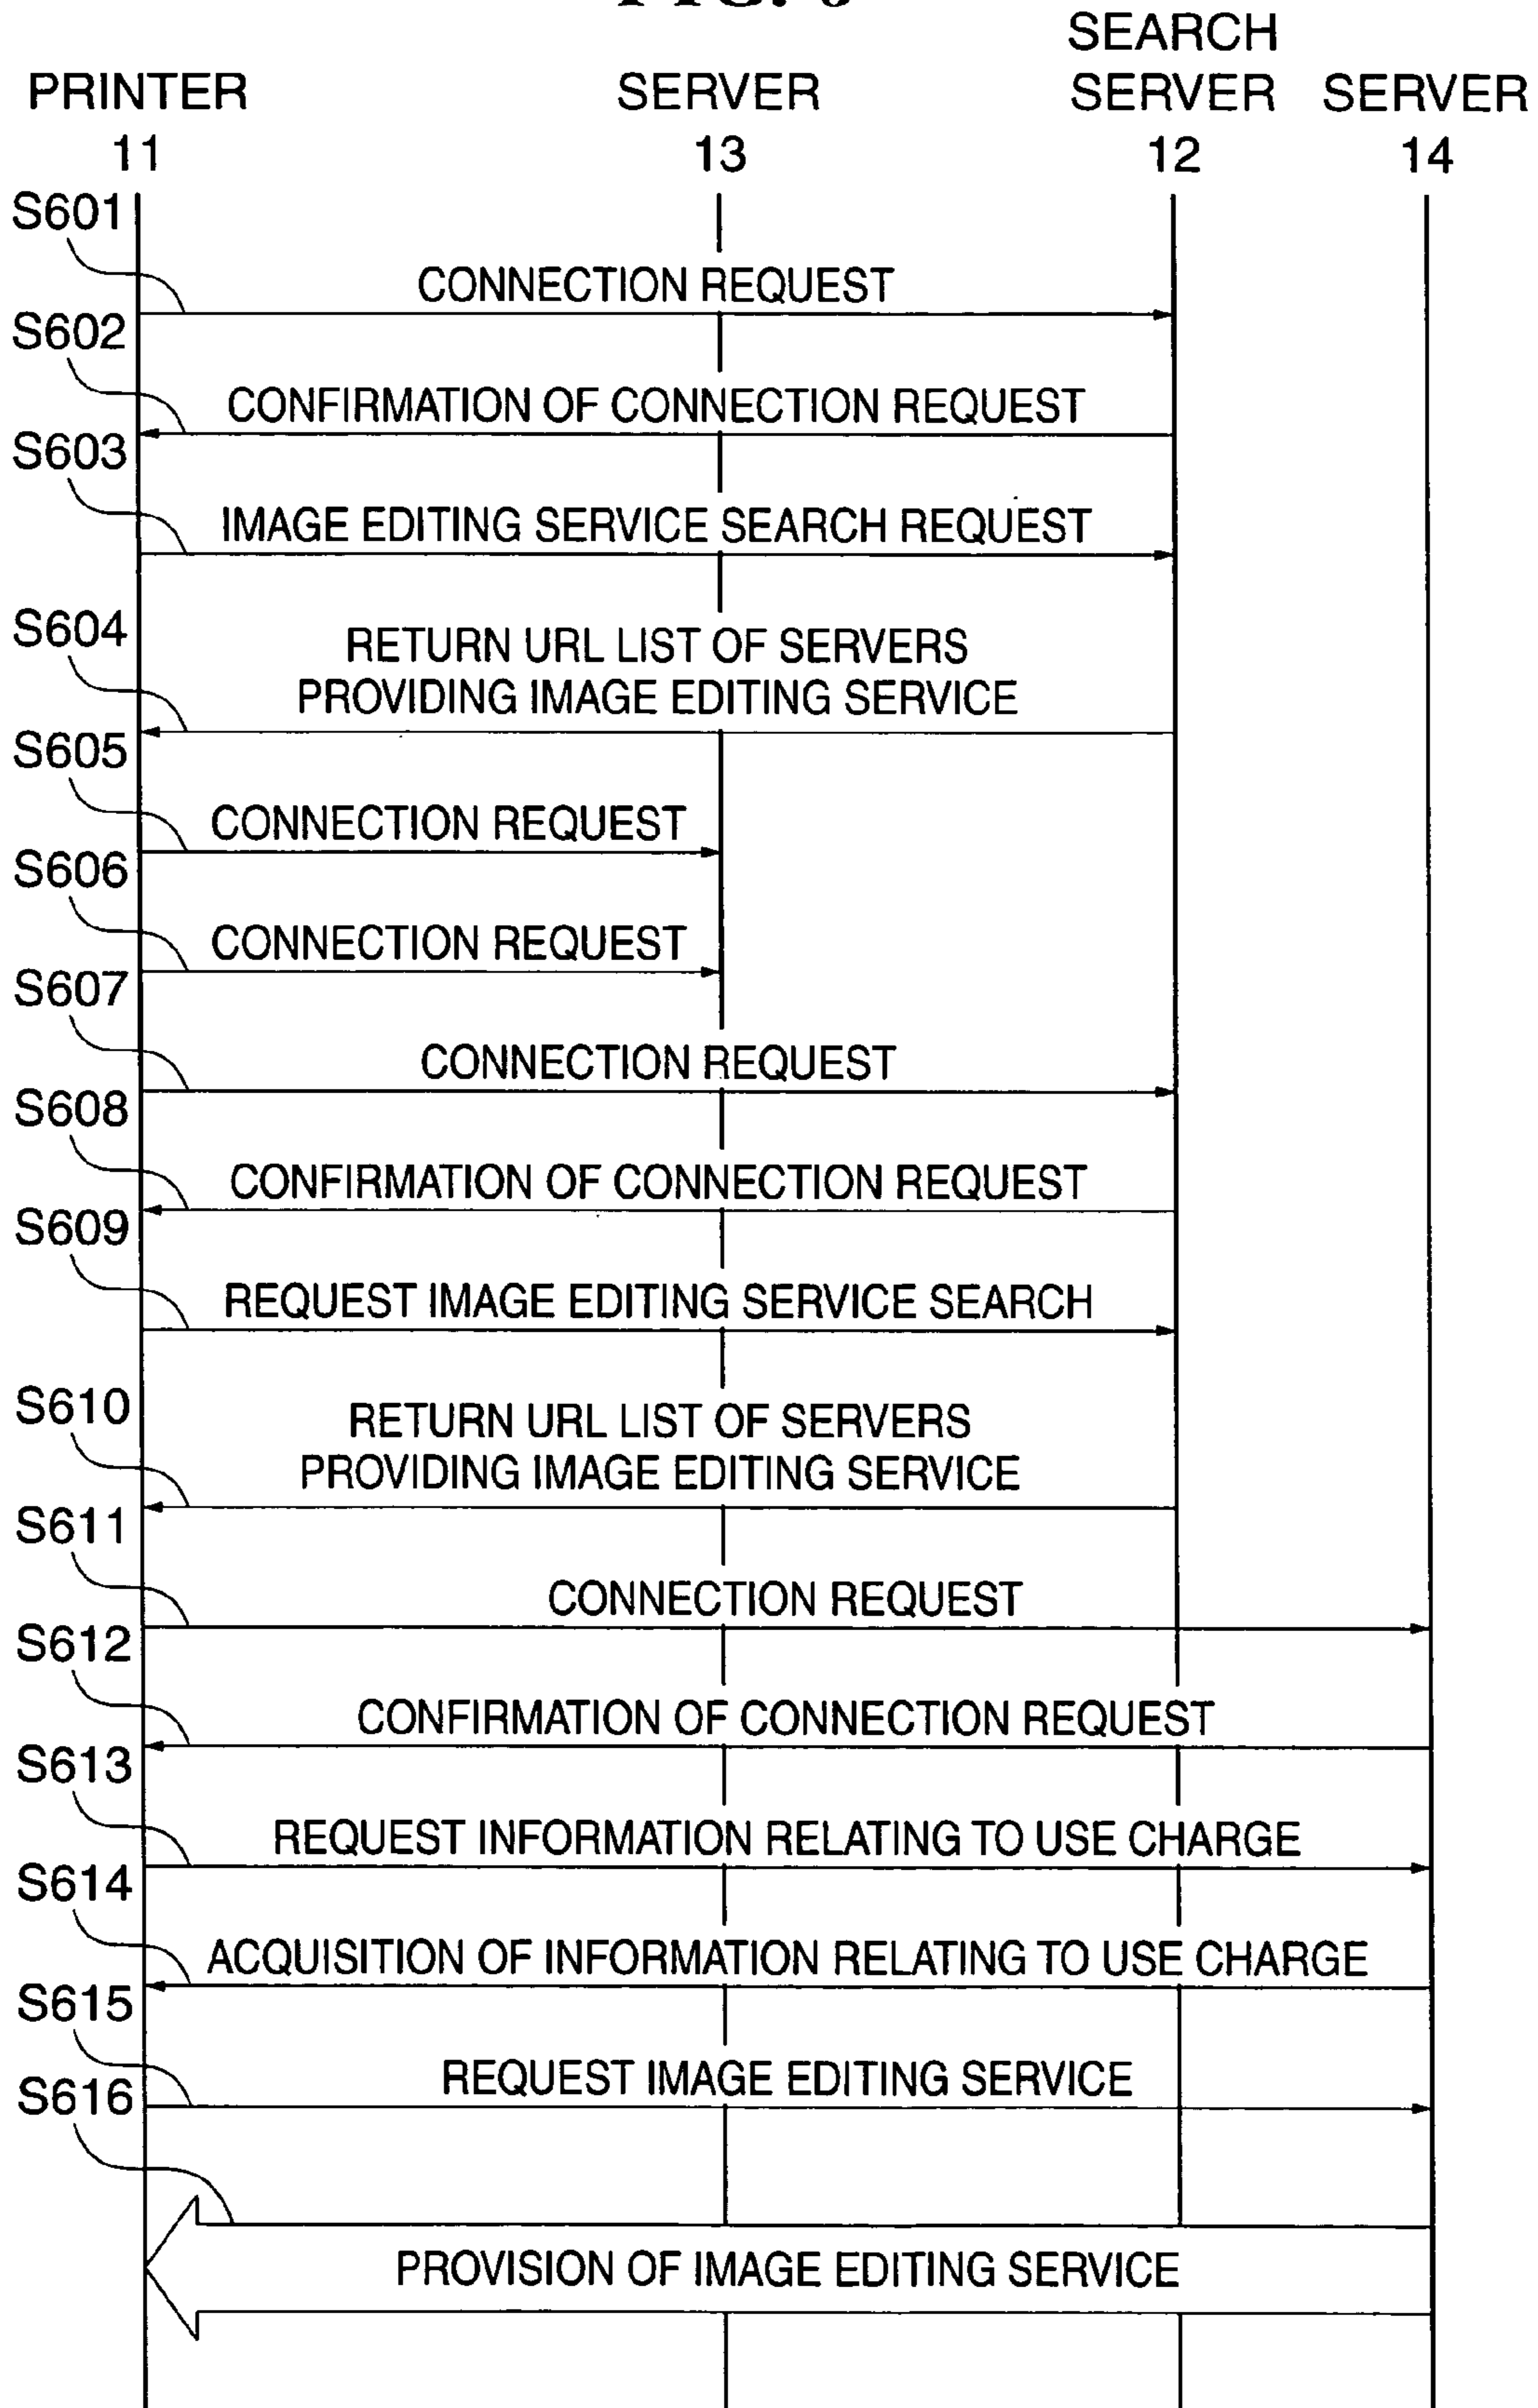 SEARCH
PRINTER SERVER SERVER SERVER
11 13 12 14
S601
CONNECTION REQUEST
S602
CONFIRMATION OF CONNECTION REQUEST
S603
IMAGE EDITING SERVICE SEARCH REQUEST
S604
RETURN URL LIST OF SERVERS
PROVIDING IMAGE EDITING SERVICE
S605
CONNECTION REQUEST
S606
CONNECTION REQUEST
S607
CONNECTION REQUEST
S608
CONFIRMATION OF CONNECTION REQUEST
S609
REQUEST IMAGE EDITING SERVICE SEARCH
S610
RETURN URL LIST OF SERVERS
PROVIDING IMAGE EDITING SERVICE
S611
CONNECTION REQUEST
S612
CONFIRMATION OF CONNECTION REQUEST
S613
REQUEST INFORMATION RELATING TO USE CHARGE
S614
ACQUISITION OF INFORMATION RELATING TO USE CHARGE
S615
REQUEST IMAGE EDITING SERVICE
S616
PROVISION OF IMAGE EDITING SERVICE